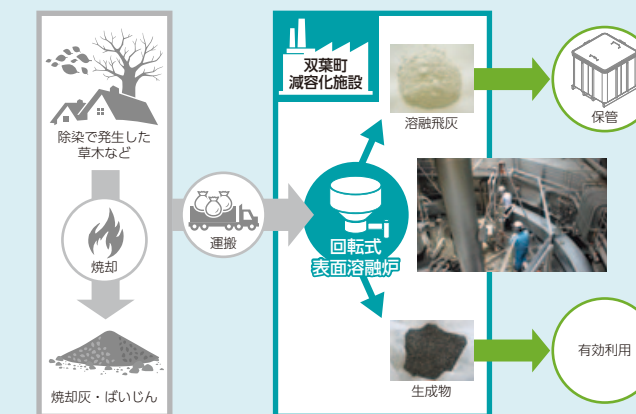 除染で発生した
草木など
焼却
焼却灰・ばいじん
運搬
双葉町
減容化施設
回転式
表面溶融炉
溶融飛灰
保管
生成物
有効利用